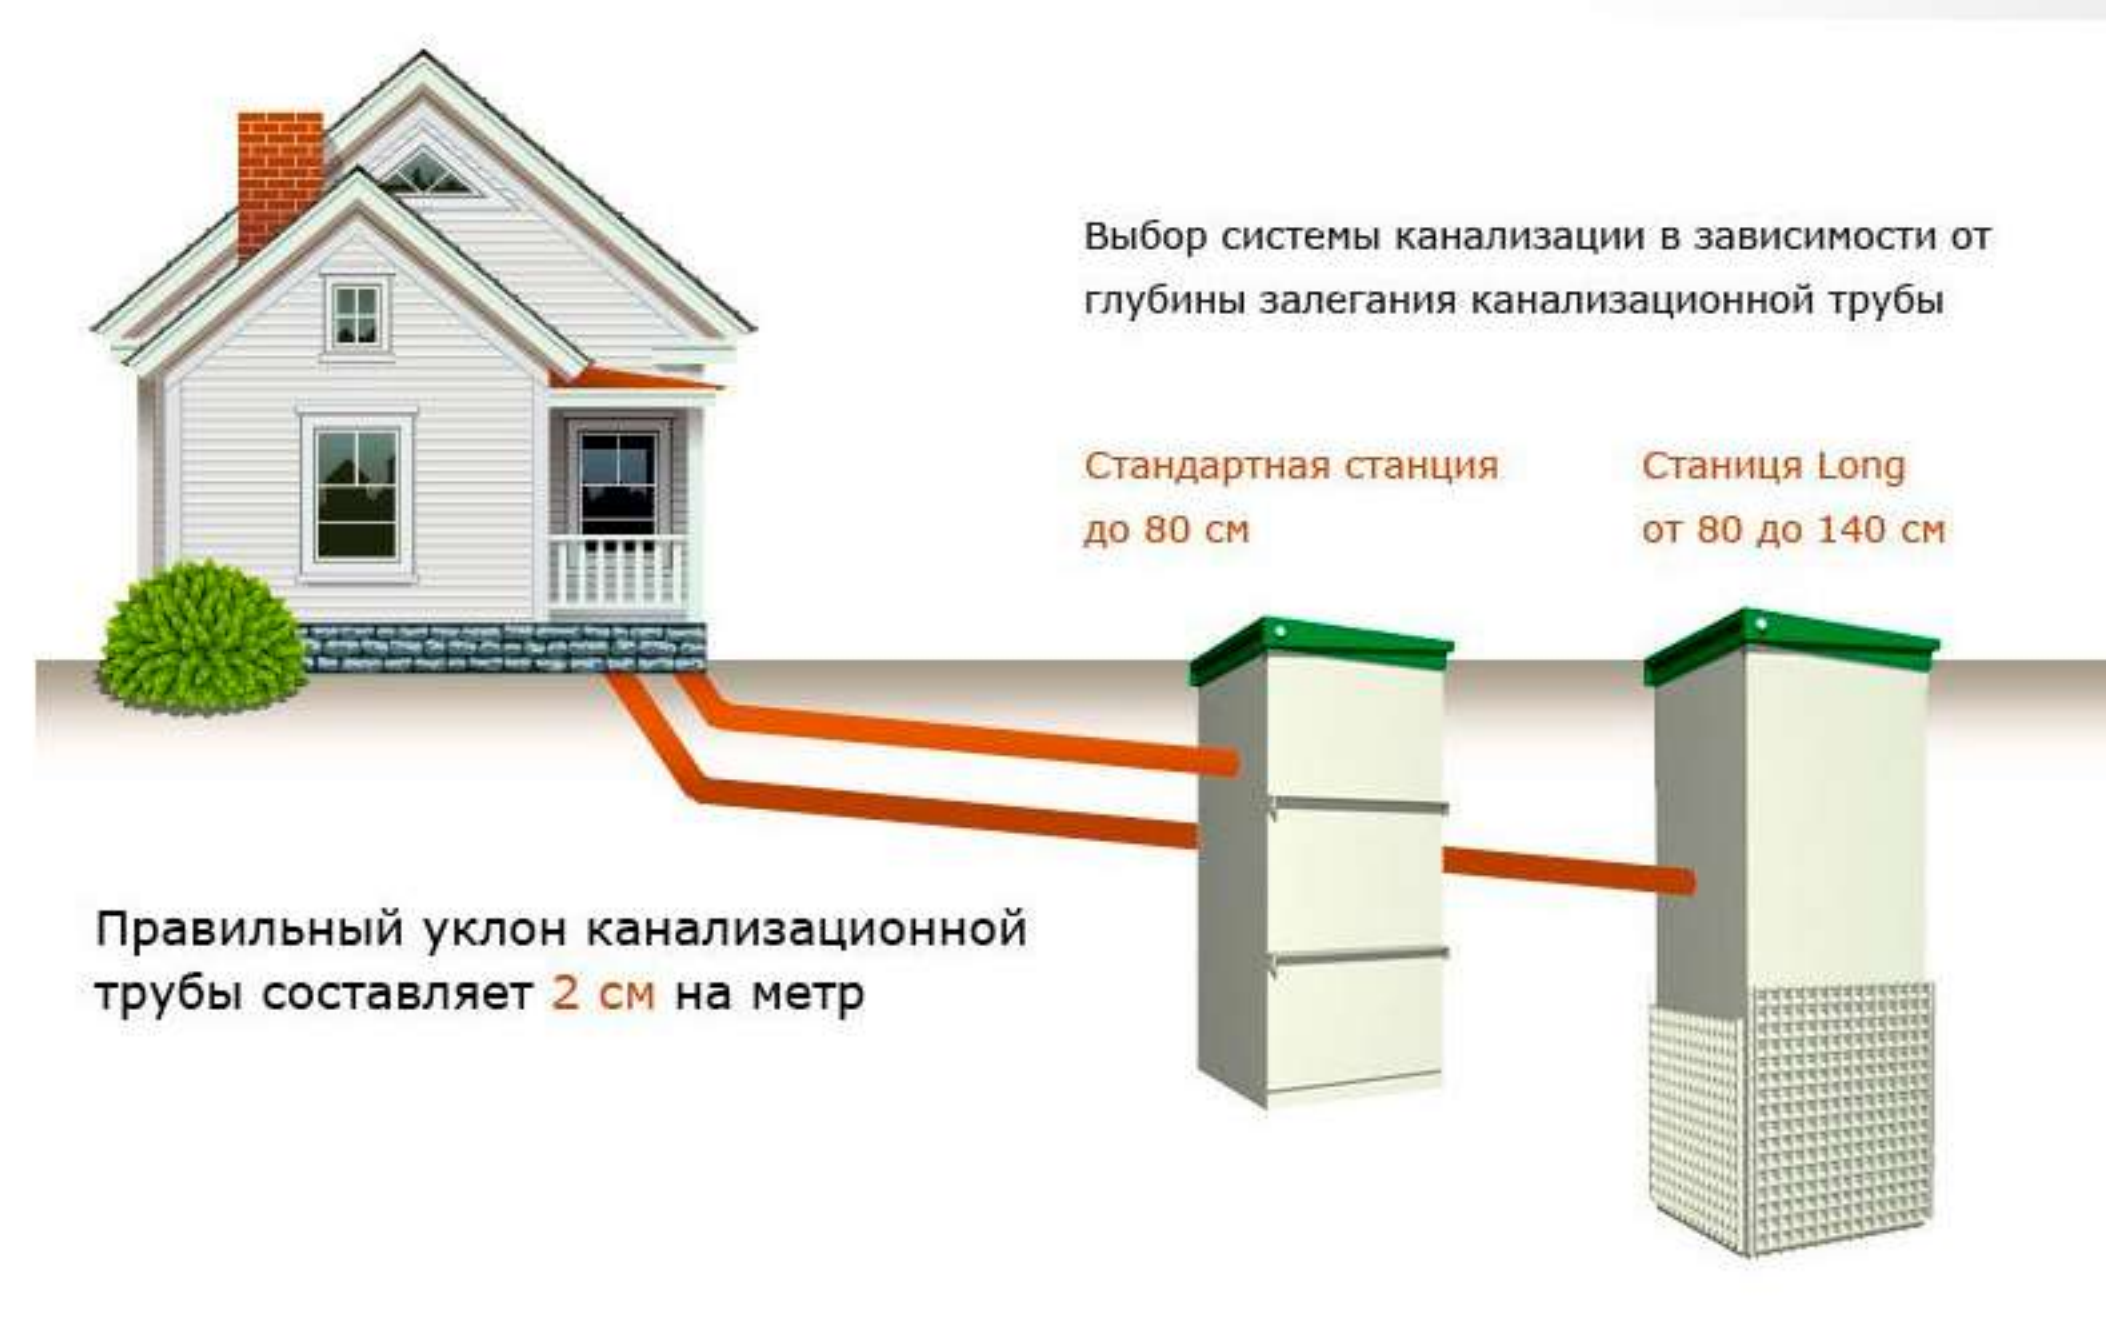 Выбор системы канализации в зависимости от
глубины залегания канализационной трубы
Стандартная станция
до 80 см
Станиця Long
от 80 до 140 см
Правильный уклон канализационной
трубы составляет 2 см на метр